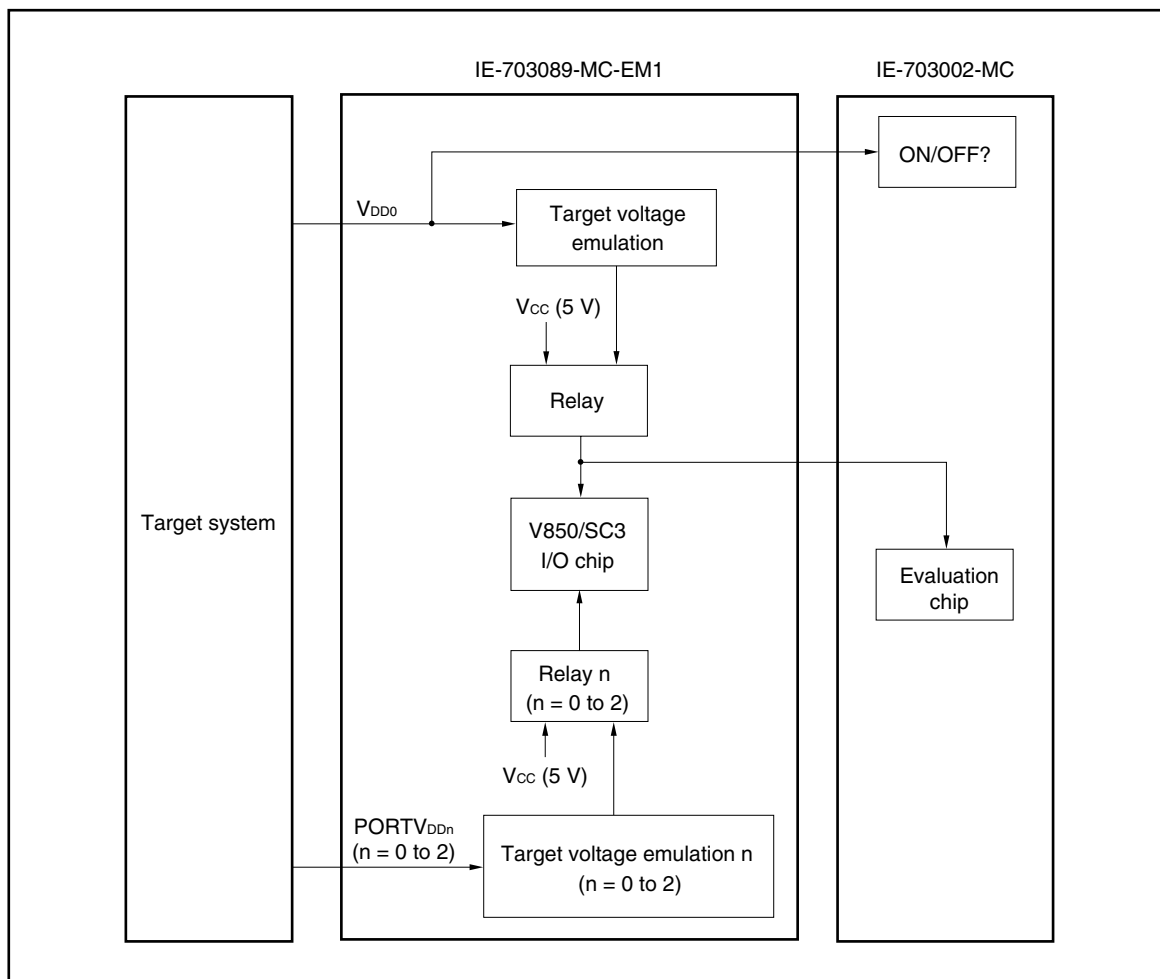 IE-703089-MC-EM1
IE-703002-MC
ON/OFF?
VDD0
Target voltage
emulation
VCC (5 V)
Relay
Target system
V850/SC3
I/O chip
Evaluation
chip
Relay n
(n = 0 to 2)
VCC (5 V)
PORTVDDn
(n = 0 to 2)
Target voltage emulation n
(n = 0 to 2)